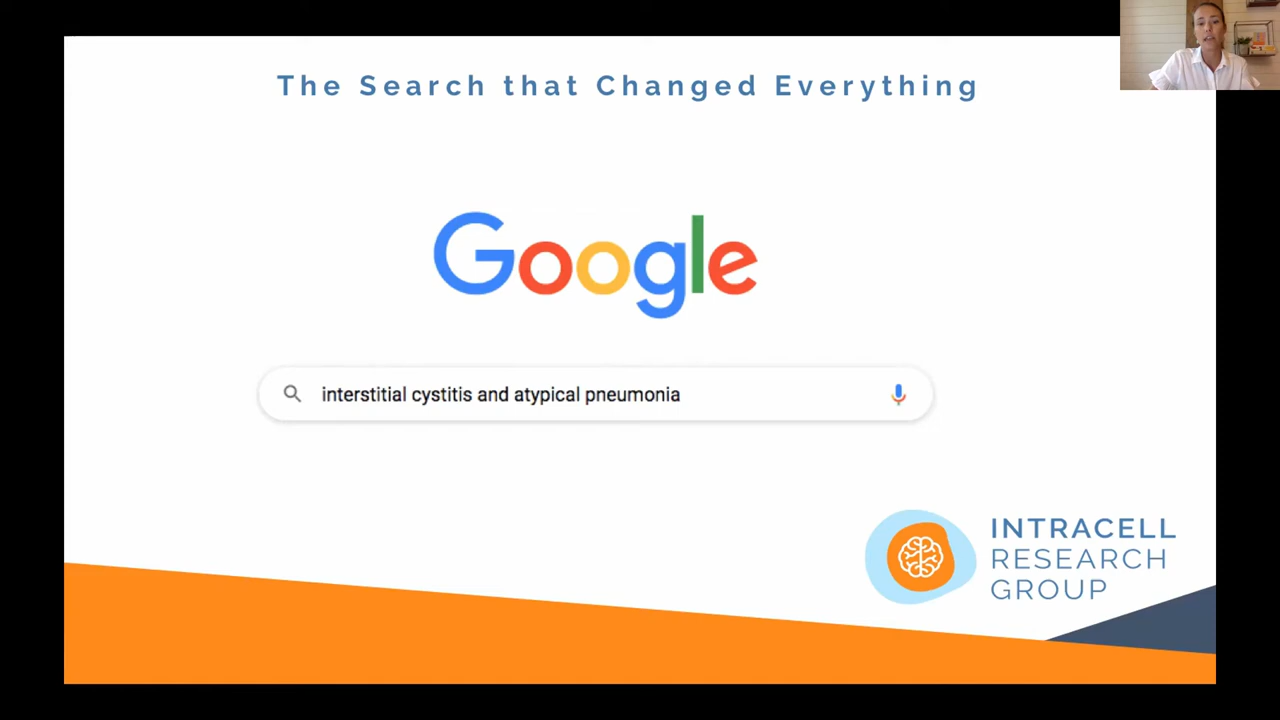 The Search that Changed Everything
Google
interstitial cystitis and atypical pneumonia
INTRACELL
RESEARCH
GROUP